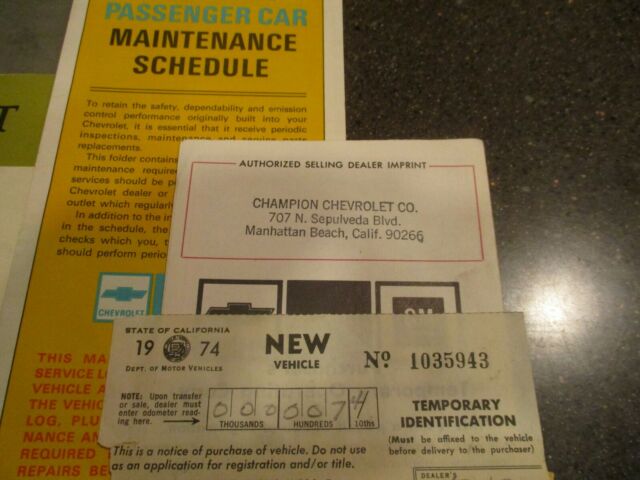 PASSENGER CAR
MAINTENANCE
SCHEDULE
To retain the safety, dependability and emission
control performance originally built into your
Chevrolet, it is essential that it receive periodic
inspections, maintenance and service parts
replacements.
This folder contains
maintenance require
services should be p
Chevrolet dealer or
outlet which regularly
In addition to the in
in the schedule, the
checks which you, t
should perform perio
CHEVROLET
THIS MA
SERVICE LO
VEHICLE A
THE VEHIC
LOG, PLU
NANCE AN
REQUIRED
REPAIRS BE
T
AUTHORIZED SELLING DEALER IMPRINT
CHAMPION CHEVROLET CO.
707 N. Sepulveda Blvd.
Manhattan Beach, Calif. 90266
GM
STATE OF CALIFORNIA
19 74
DEPT. OF MOTOR VEHICLES
NEW
VEHICLE
No 1035943
NOTE: Upon transfer
or sale, dealer must
enter odometer read-
ing here.
0 0 0 0 0 7 4
THOUSANDS HUNDREDS 10ths
TEMPORARY
IDENTIFICATION
(Must be affixed to the vehicle
before delivery to the purchaser)
This is a notice of purchase of vehicle. Do not use
as an application for registration and/or title.
DEALER'S